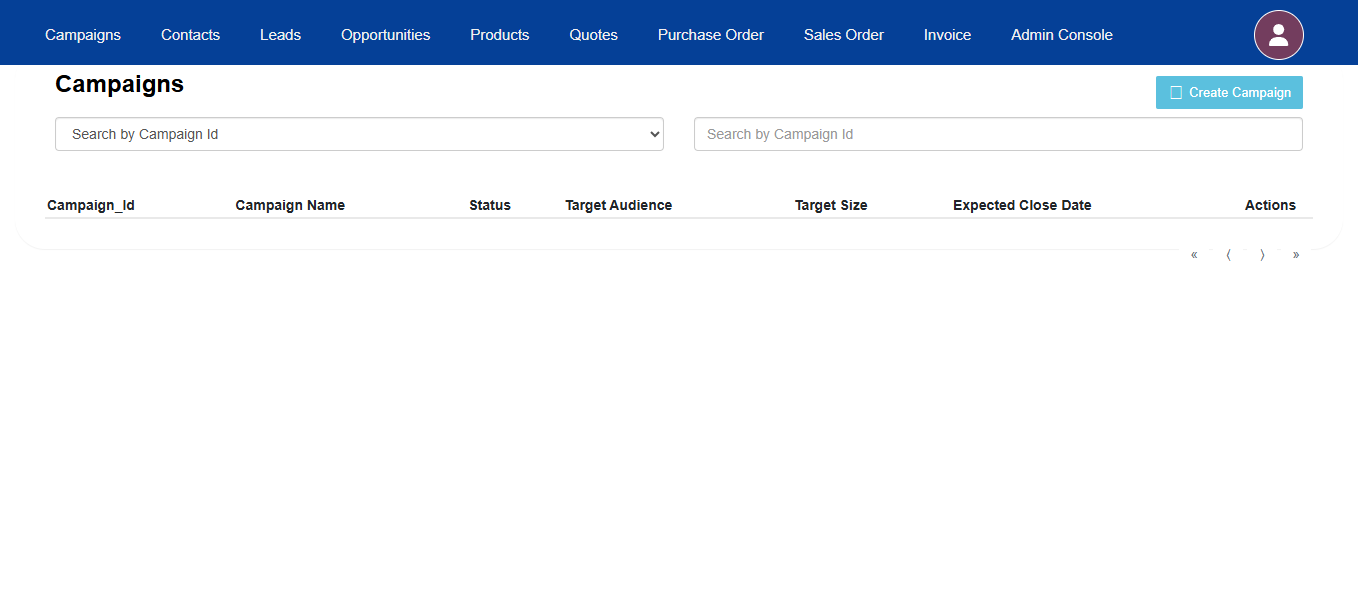 Campaigns Contacts Leads Opportunities Products Quotes Purchase Order Sales Order Invoice Admin Console
Campaigns
Create Campaign
Search by Campaign Id Search by Campaign Id
Campaign_Id Campaign Name Status Target Audience Target Size Expected Close Date Actions
« ⟨ ⟩ »